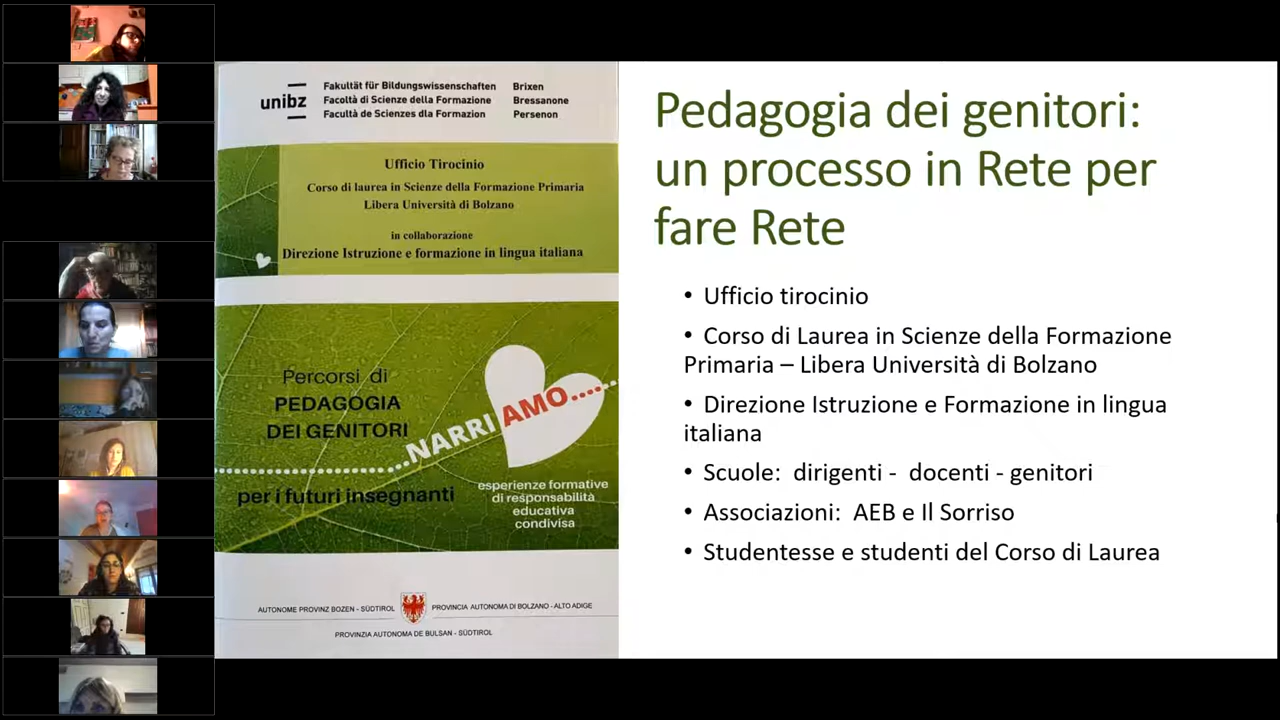 unibz
Fakultät für Bildungswissenschaften Brixen
Facoltà di Scienze della Formazione Bressanone
Facultà de Scienzes dla Formazion Persenon
Ufficio Tirocinio
Corso di laurea in Scienze della Formazione Primaria
Libera Università di Bolzano
in collaborazione
Direzione Istruzione e formazione in lingua italiana
Percorsi di
PEDAGOGIA
DEI GENITORI
...NARRIAMO....
per i futuri insegnanti
esperienze formative
di responsabilità
educativa
condivisa
AUTONOME PROVINZ BOZEN - SÜDTIROL
PROVINCIA AUTONOMA DI BOLZANO - ALTO ADIGE
PROVINZIA AUTONOMA DE BULSAN - SÜDTIROL
Pedagogia dei genitori:
un processo in Rete per
fare Rete
• Ufficio tirocinio
• Corso di Laurea in Scienze della Formazione
Primaria – Libera Università di Bolzano
• Direzione Istruzione e Formazione in lingua
italiana
• Scuole: dirigenti - docenti - genitori
• Associazioni: AEB e Il Sorriso
• Studentesse e studenti del Corso di Laurea